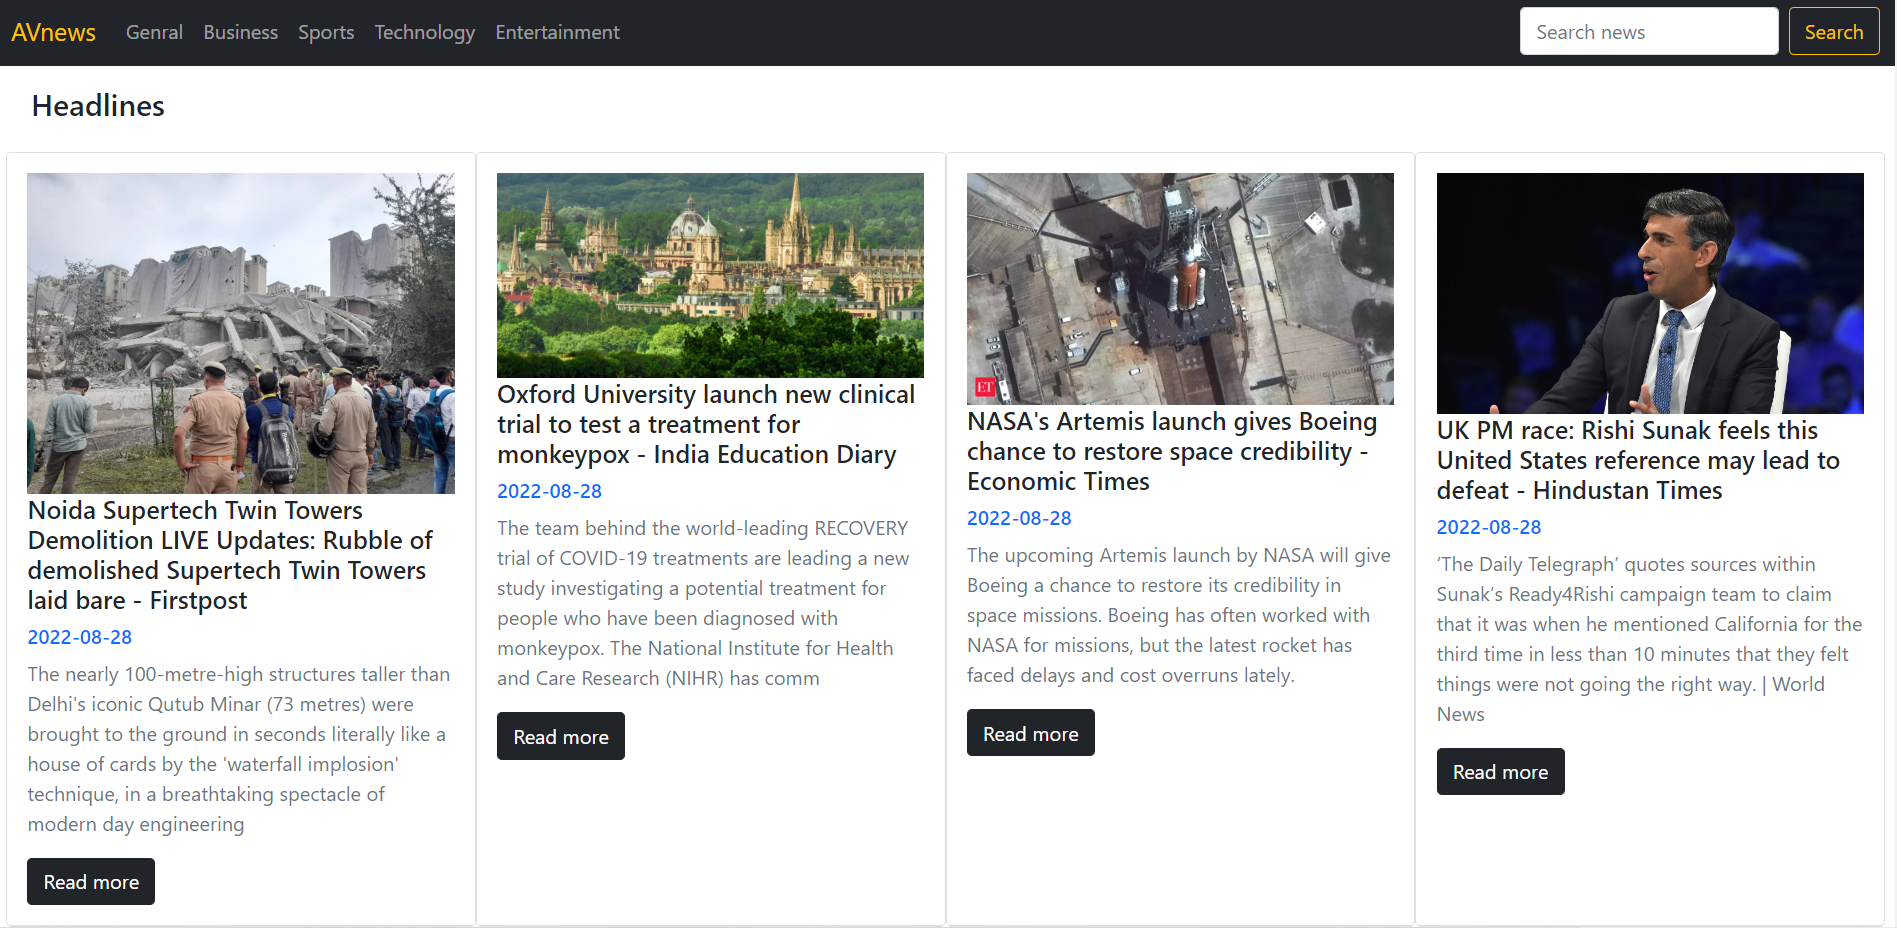 AVnews Genral Business Sports Technology Entertainment Search news Search
Headlines
Noida Supertech Twin Towers
Demolition LIVE Updates: Rubble of
demolished Supertech Twin Towers
laid bare - Firstpost
2022-08-28
The nearly 100-metre-high structures taller than
Delhi's iconic Qutub Minar (73 metres) were
brought to the ground in seconds literally like a
house of cards by the 'waterfall implosion'
technique, in a breathtaking spectacle of
modern day engineering
Read more
Oxford University launch new clinical
trial to test a treatment for
monkeypox - India Education Diary
2022-08-28
The team behind the world-leading RECOVERY
trial of COVID-19 treatments are leading a new
study investigating a potential treatment for
people who have been diagnosed with
monkeypox. The National Institute for Health
and Care Research (NIHR) has comm
Read more
ET
NASA's Artemis launch gives Boeing
chance to restore space credibility -
Economic Times
2022-08-28
The upcoming Artemis launch by NASA will give
Boeing a chance to restore its credibility in
space missions. Boeing has often worked with
NASA for missions, but the latest rocket has
faced delays and cost overruns lately.
Read more
UK PM race: Rishi Sunak feels this
United States reference may lead to
defeat - Hindustan Times
2022-08-28
‘The Daily Telegraph’ quotes sources within
Sunak’s Ready4Rishi campaign team to claim
that it was when he mentioned California for the
third time in less than 10 minutes that they felt
things were not going the right way. | World
News
Read more